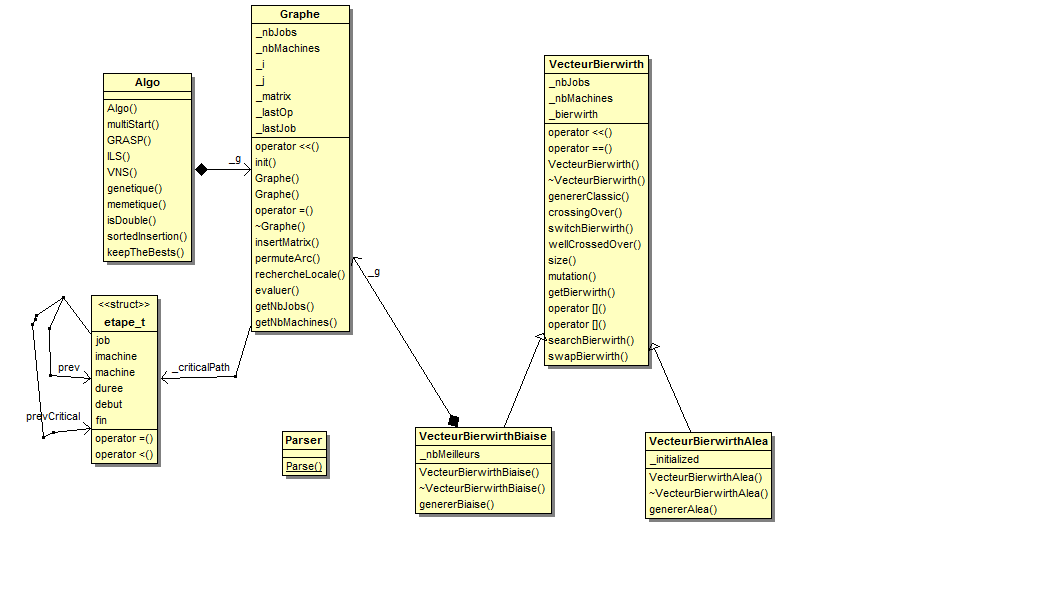 Graphe
_nbJobs
_nbMachines
_i
_j
_matrix
_lastOp
_lastJob
operator <<()
init()
Graphe()
Graphe()
operator =()
~Graphe()
insertMatrix()
permuteArc()
rechercheLocale()
evaluer()
getNbJobs()
getNbMachines()
Algo
Algo()
multiStart()
GRASP()
ILS()
VNS()
genetique()
memetique()
isDouble()
sortedInsertion()
keepTheBests()
_g
VecteurBierwirth
_nbJobs
_nbMachines
_bierwirth
operator <<()
operator ==()
VecteurBierwirth()
~VecteurBierwirth()
genererClassic()
crossingOver()
switchBierwirth()
wellCrossedOver()
size()
mutation()
getBierwirth()
operator []()
operator []()
searchBierwirth()
swapBierwirth()
_g
<<struct>>
etape_t
job
imachine
machine
duree
debut
fin
operator =()
operator <()
prev
prevCritical
_criticalPath
Parser
Parse()
VecteurBierwirthBiaise
_nbMeilleurs
VecteurBierwirthBiaise()
~VecteurBierwirthBiaise()
genererBiaise()
VecteurBierwirthAlea
_initialized
VecteurBierwirthAlea()
~VecteurBierwirthAlea()
genererAlea()